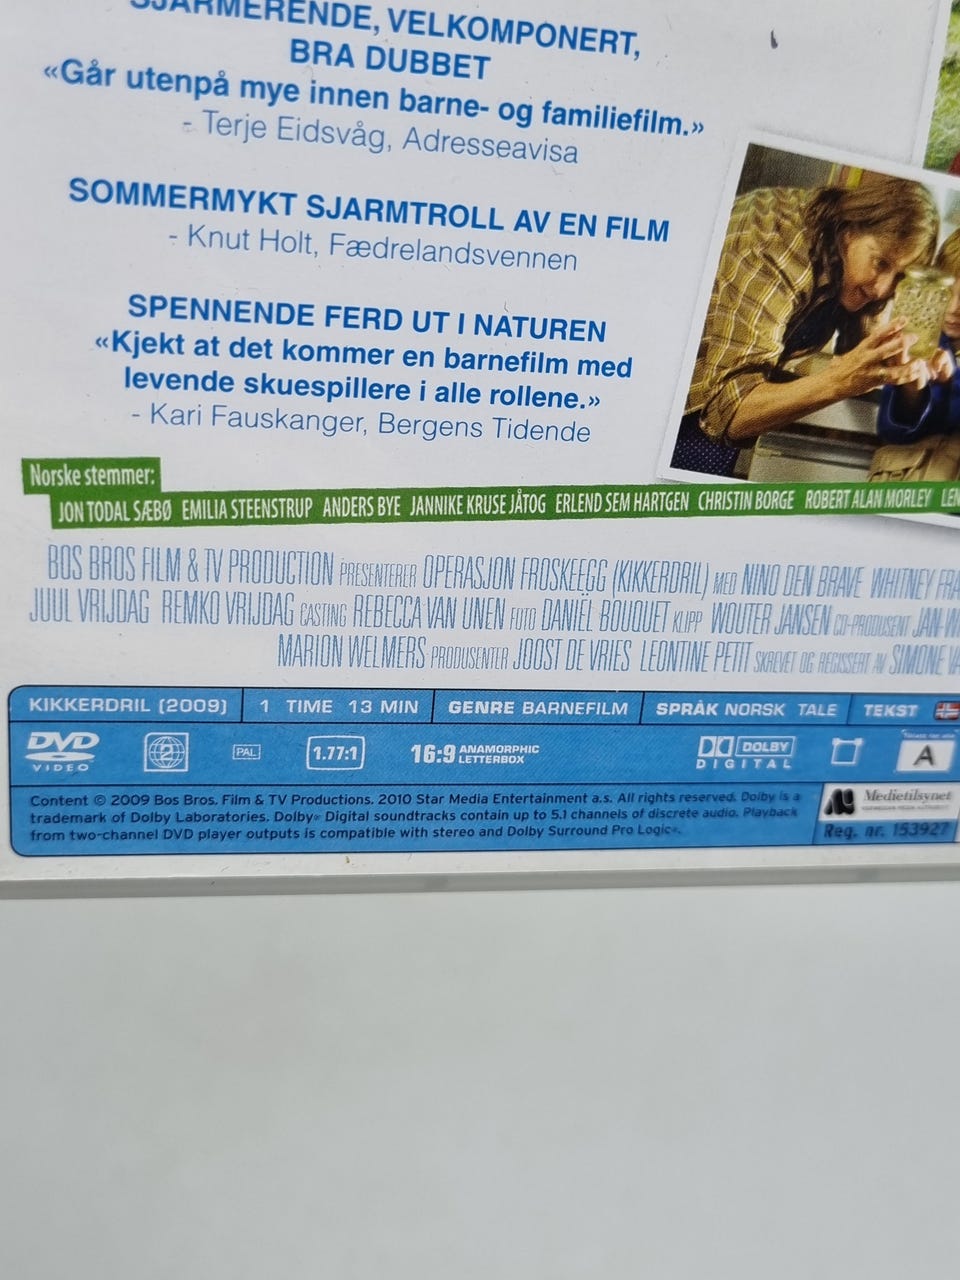 SJARMERENDE, VELKOMPONERT,
BRA DUBBET
«Går utenpå mye innen barne- og familiefilm.»
- Terje Eidsvåg, Adresseavisa
SOMMERMYKT SJARMTROLL AV EN FILM
- Knut Holt, Fædrelandsvennen
SPENNENDE FERD UT I NATUREN
«Kjekt at det kommer en barnefilm med
levende skuespillere i alle rollene.»
- Kari Fauskanger, Bergens Tidende
Norske stemmer:
JON TODAL SÆBØ EMILIA STEENSTRUP ANDERS BYE JANNIKE KRUSE JÅTOG ERLEND SEM HARTGEN CHRISTIN BORGE ROBERT ALAN MORLEY LEN
BOS BROS FILM & TV PRODUCTION PRESENTERER OPERASJON FROSKEEGG (KIKKERDRIL) MED NINO DEN BRAVE WHITNEY FRA
JUUL VRIJDAG REMKO VRIJDAG CASTING REBECCA VAN UNEN FOTO DANIËL BOUQUET KLIPP WOUTER JANSEN CO-PRODUSENT JAN-W
MARION WELMERS PRODUSENTER JOOST DE VRIES LEONTINE PETIT SKREVET OG REGISSERT AV SIMONE VA
KIKKERDRIL (2009) 1 TIME 13 MIN GENRE BARNEFILM SPRÅK NORSK TALE TEKST
DVD VIDEO 2 PAL 1.77:1 16:9 ANAMORPHIC LETTERBOX DOLBY DIGITAL A
Content © 2009 Bos Bros. Film & TV Productions. 2010 Star Media Entertainment a.s. All rights reserved. Dolby is a
trademark of Dolby Laboratories. Dolby® Digital soundtracks contain up to 5.1 channels of discrete audio. Playback
from two-channel DVD player outputs is compatible with stereo and Dolby Surround Pro Logic®.
Medietilsynet
Reg. nr. 153927